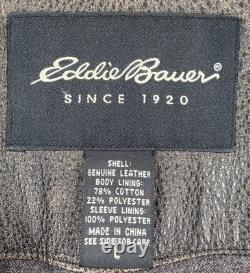 Eddie Bauer
SINCE 1920
SHELL:
GENUINE LEATHER
BODY LINING:
78% COTTON
22% POLYESTER
SLEEVE LINING:
100% POLYESTER
MADE IN CHINA
SEE SIDE FOR CARE
L